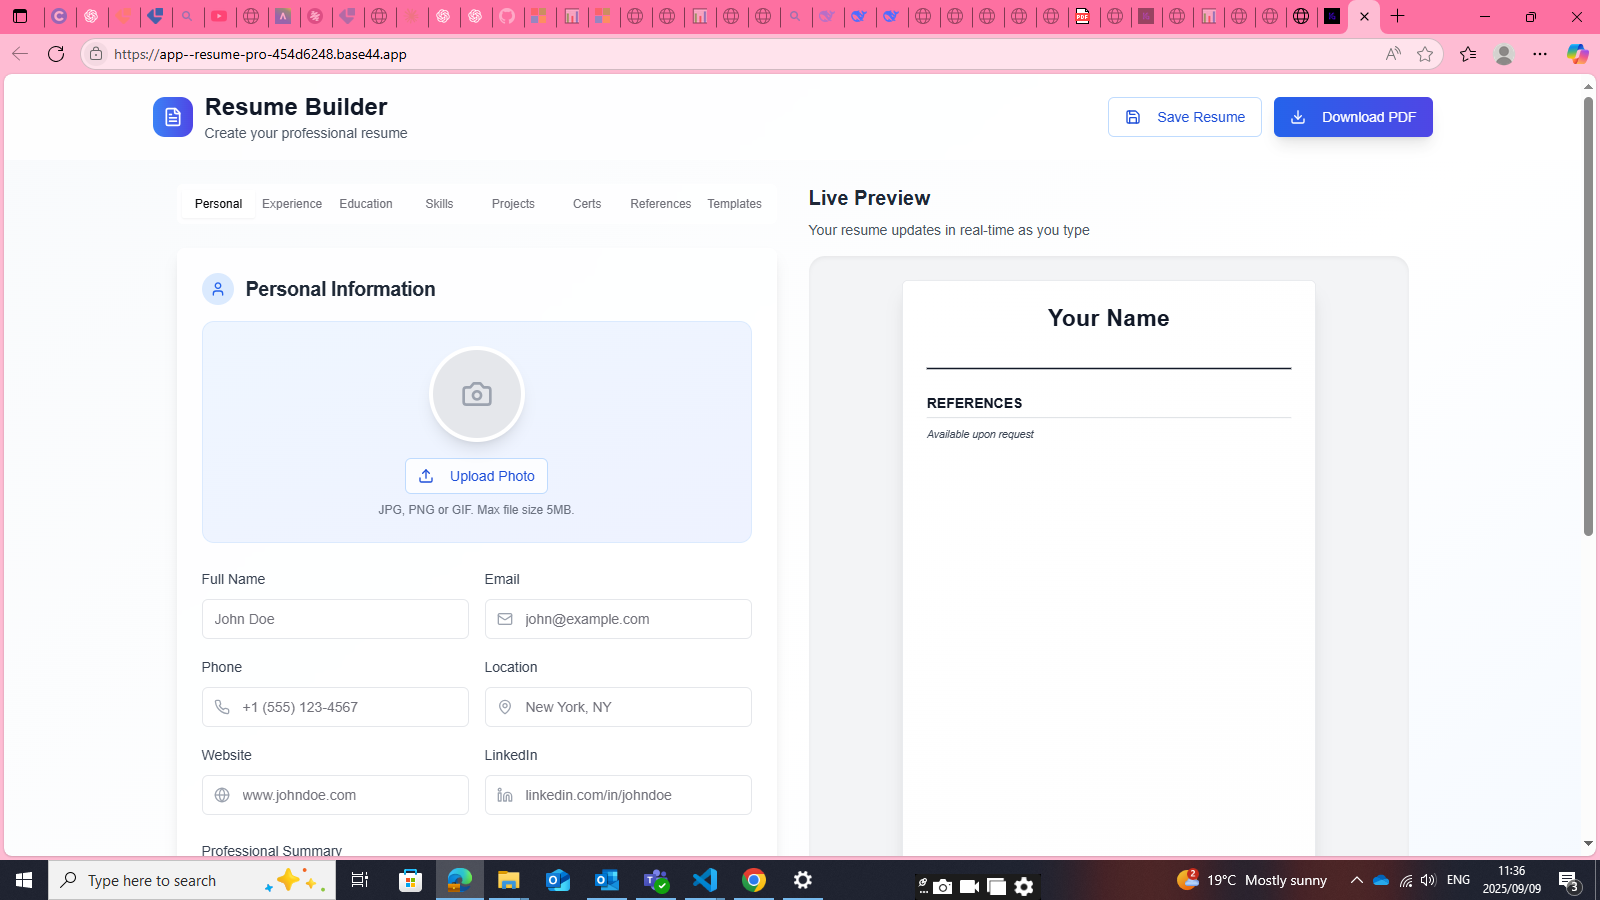 https://app--resume-pro-454d6248.base44.app
Resume Builder
Create your professional resume
Save Resume
Download PDF
Personal Experience Education Skills Projects Certs References Templates
Live Preview
Your resume updates in real-time as you type
Personal Information
Upload Photo
JPG, PNG or GIF. Max file size 5MB.
Full Name
John Doe
Email
john@example.com
Phone
+1 (555) 123-4567
Location
New York, NY
Website
www.johndoe.com
LinkedIn
linkedin.com/in/johndoe
Professional Summary
Your Name
REFERENCES
Available upon request
Type here to search
2
19°C Mostly sunny
ENG
11:36
2025/09/09
3